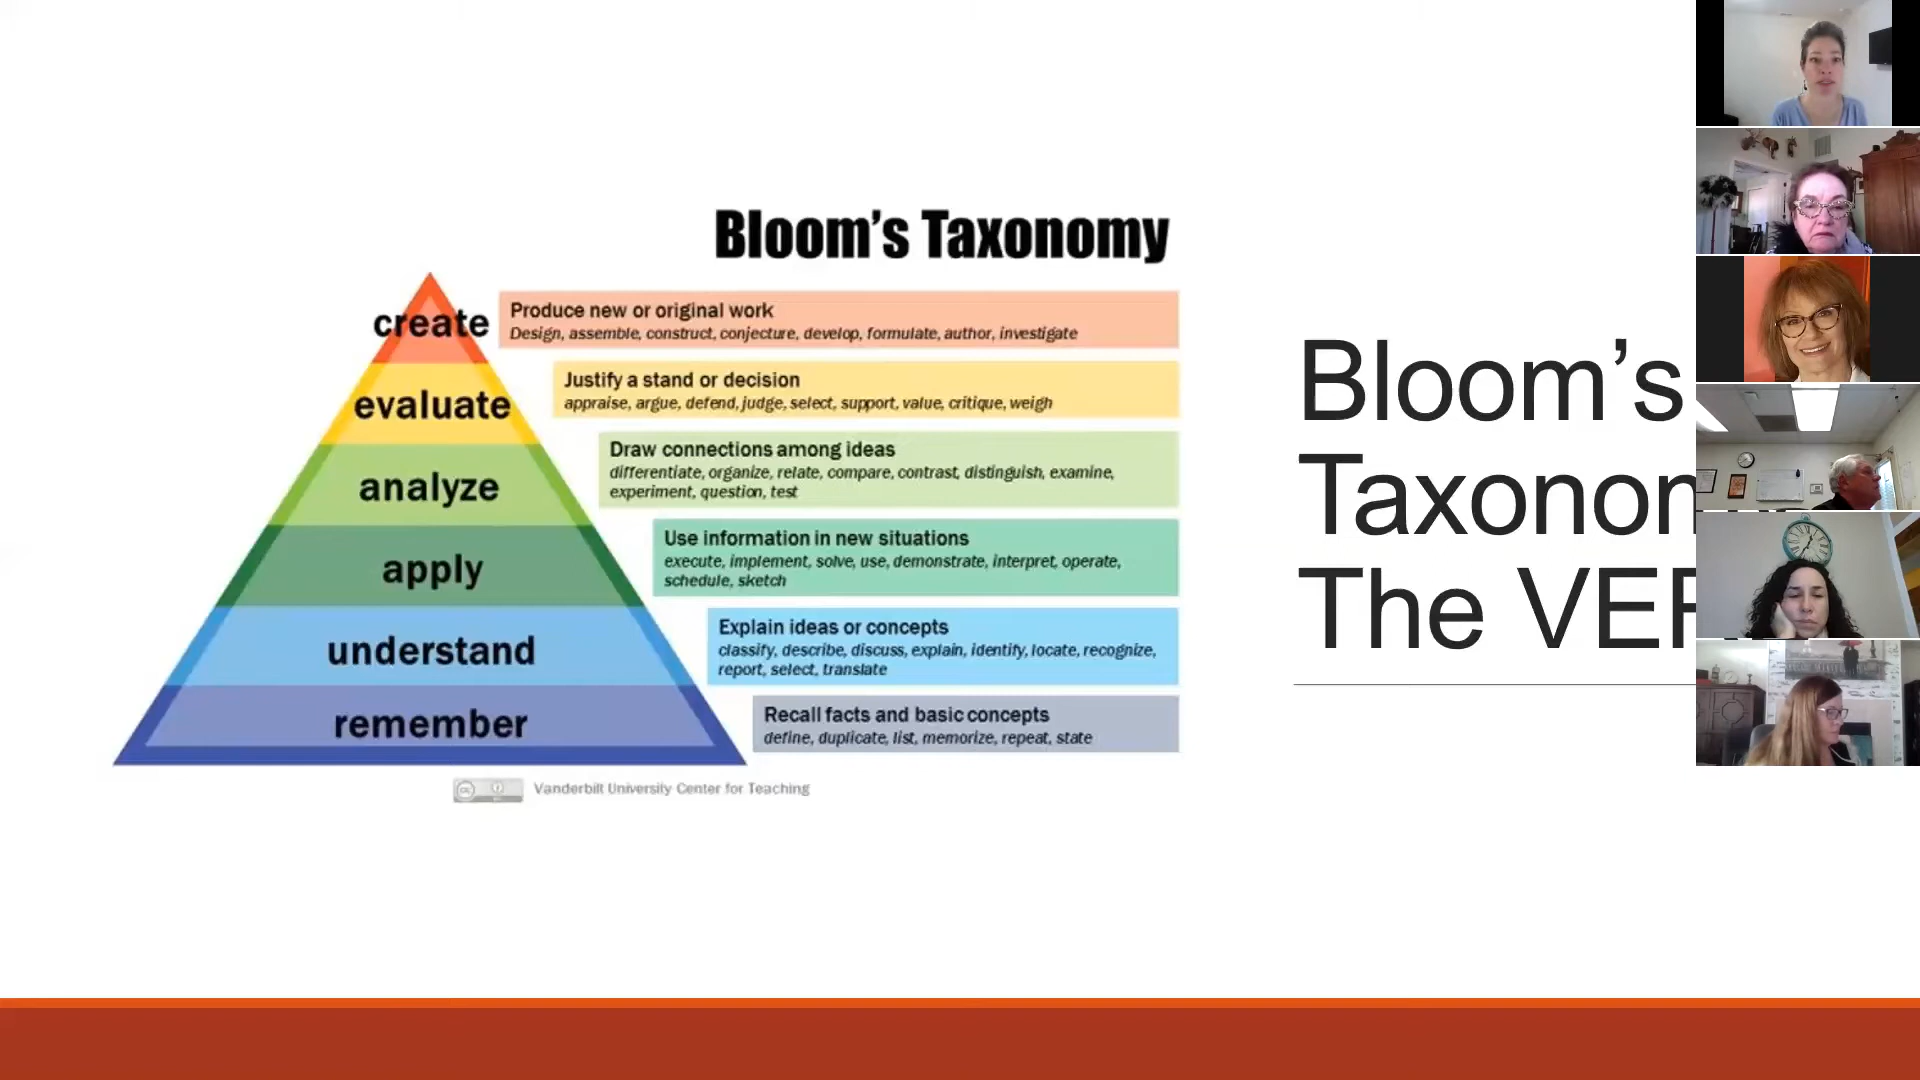 Bloom's Taxonomy
create
Produce new or original work
Design, assemble, construct, conjecture, develop, formulate, author, investigate
evaluate
Justify a stand or decision
appraise, argue, defend, judge, select, support, value, critique, weigh
analyze
Draw connections among ideas
differentiate, organize, relate, compare, contrast, distinguish, examine,
experiment, question, test
apply
Use information in new situations
execute, implement, solve, use, demonstrate, interpret, operate,
schedule, sketch
understand
Explain ideas or concepts
classify, describe, discuss, explain, identify, locate, recognize,
report, select, translate
remember
Recall facts and basic concepts
define, duplicate, list, memorize, repeat, state
Vanderbilt University Center for Teaching
Bloom's
The